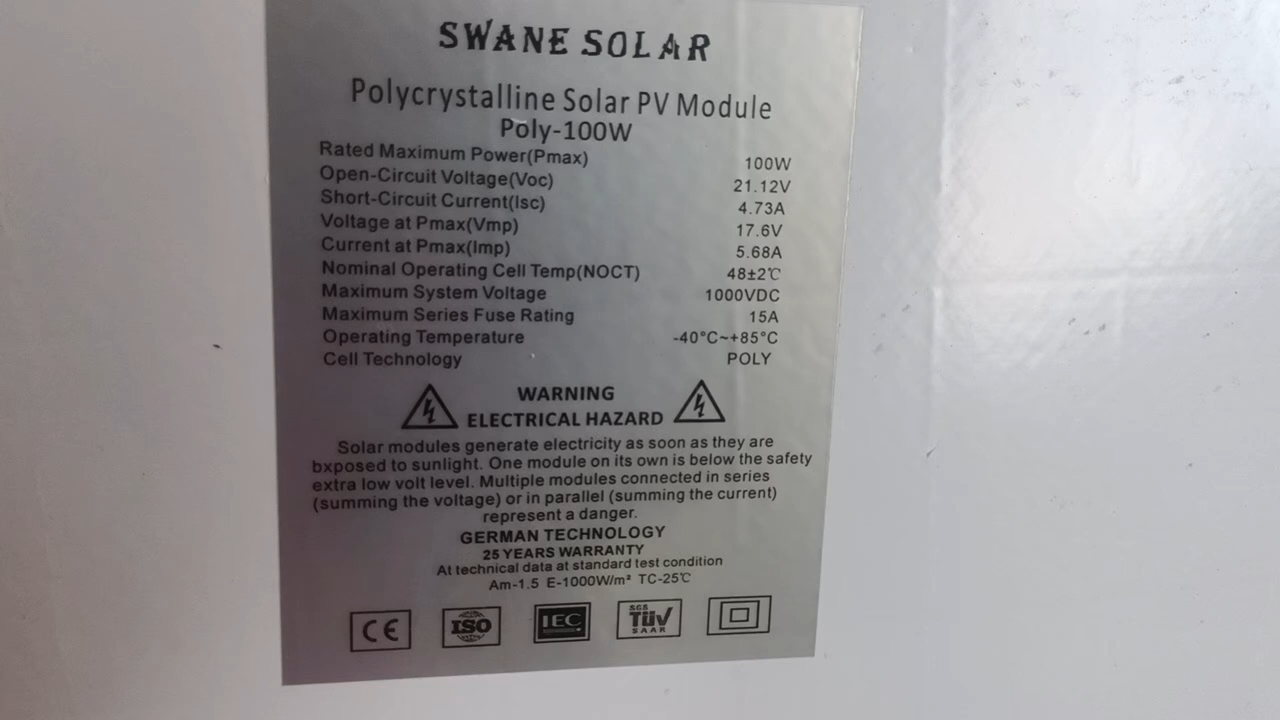 SWANE SOLAR
Polycrystalline Solar PV Module
Poly-100W
Rated Maximum Power(Pmax) 100W
Open-Circuit Voltage(Voc) 21.12V
Short-Circuit Current(Isc) 4.73A
Voltage at Pmax(Vmp) 17.6V
Current at Pmax(Imp) 5.68A
Nominal Operating Cell Temp(NOCT) 48±2℃
Maximum System Voltage 1000VDC
Maximum Series Fuse Rating 15A
Operating Temperature -40°C~+85°C
Cell Technology POLY
WARNING
ELECTRICAL HAZARD
Solar modules generate electricity as soon as they are
bxposed to sunlight. One module on its own is below the safety
extra low volt level. Multiple modules connected in series
(summing the voltage) or in parallel (summing the current)
represent a danger.
GERMAN TECHNOLOGY
25 YEARS WARRANTY
At technical data at standard test condition
Am-1.5 E-1000W/m² TC-25℃
CE ISO IEC SGS TÜV SAAR